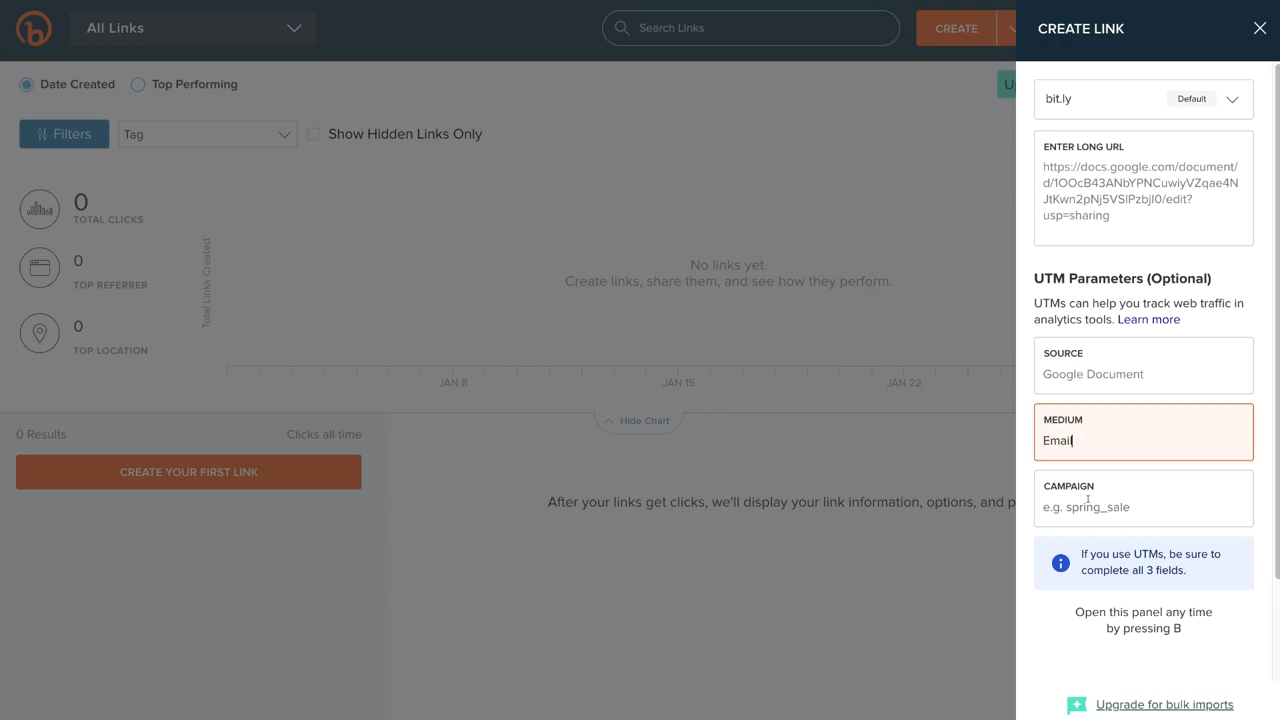 All Links
Search Links
CREATE
CREATE LINK
Date Created
Top Performing
Filters
Tag
Show Hidden Links Only
0
TOTAL CLICKS
0
TOP REFERRER
0
TOP LOCATION
Total Links Created
No links yet.
Create links, share them, and see how they perform.
JAN 8
JAN 15
JAN 22
Hide Chart
0 Results
Clicks all time
CREATE YOUR FIRST LINK
After your links get clicks, we'll display your link information, options, and p
bit.ly
Default
ENTER LONG URL
https://docs.google.com/document/
d/1OOcB43ANbYPNCuwiyVZqae4N
JtKwn2pNj5VSlPzbjI0/edit?
usp=sharing
UTM Parameters (Optional)
UTMs can help you track web traffic in
analytics tools. Learn more
SOURCE
Google Document
MEDIUM
Email
CAMPAIGN
e.g. spring_sale
If you use UTMs, be sure to
complete all 3 fields.
Open this panel any time
by pressing B
Upgrade for bulk imports